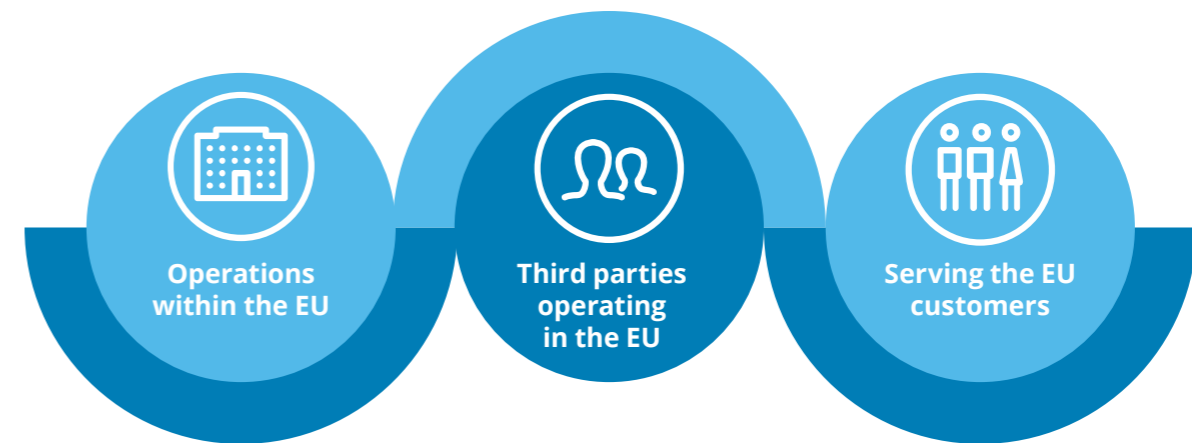 Operations
within the EU
Third parties
operating
in the EU
Serving the EU
customers